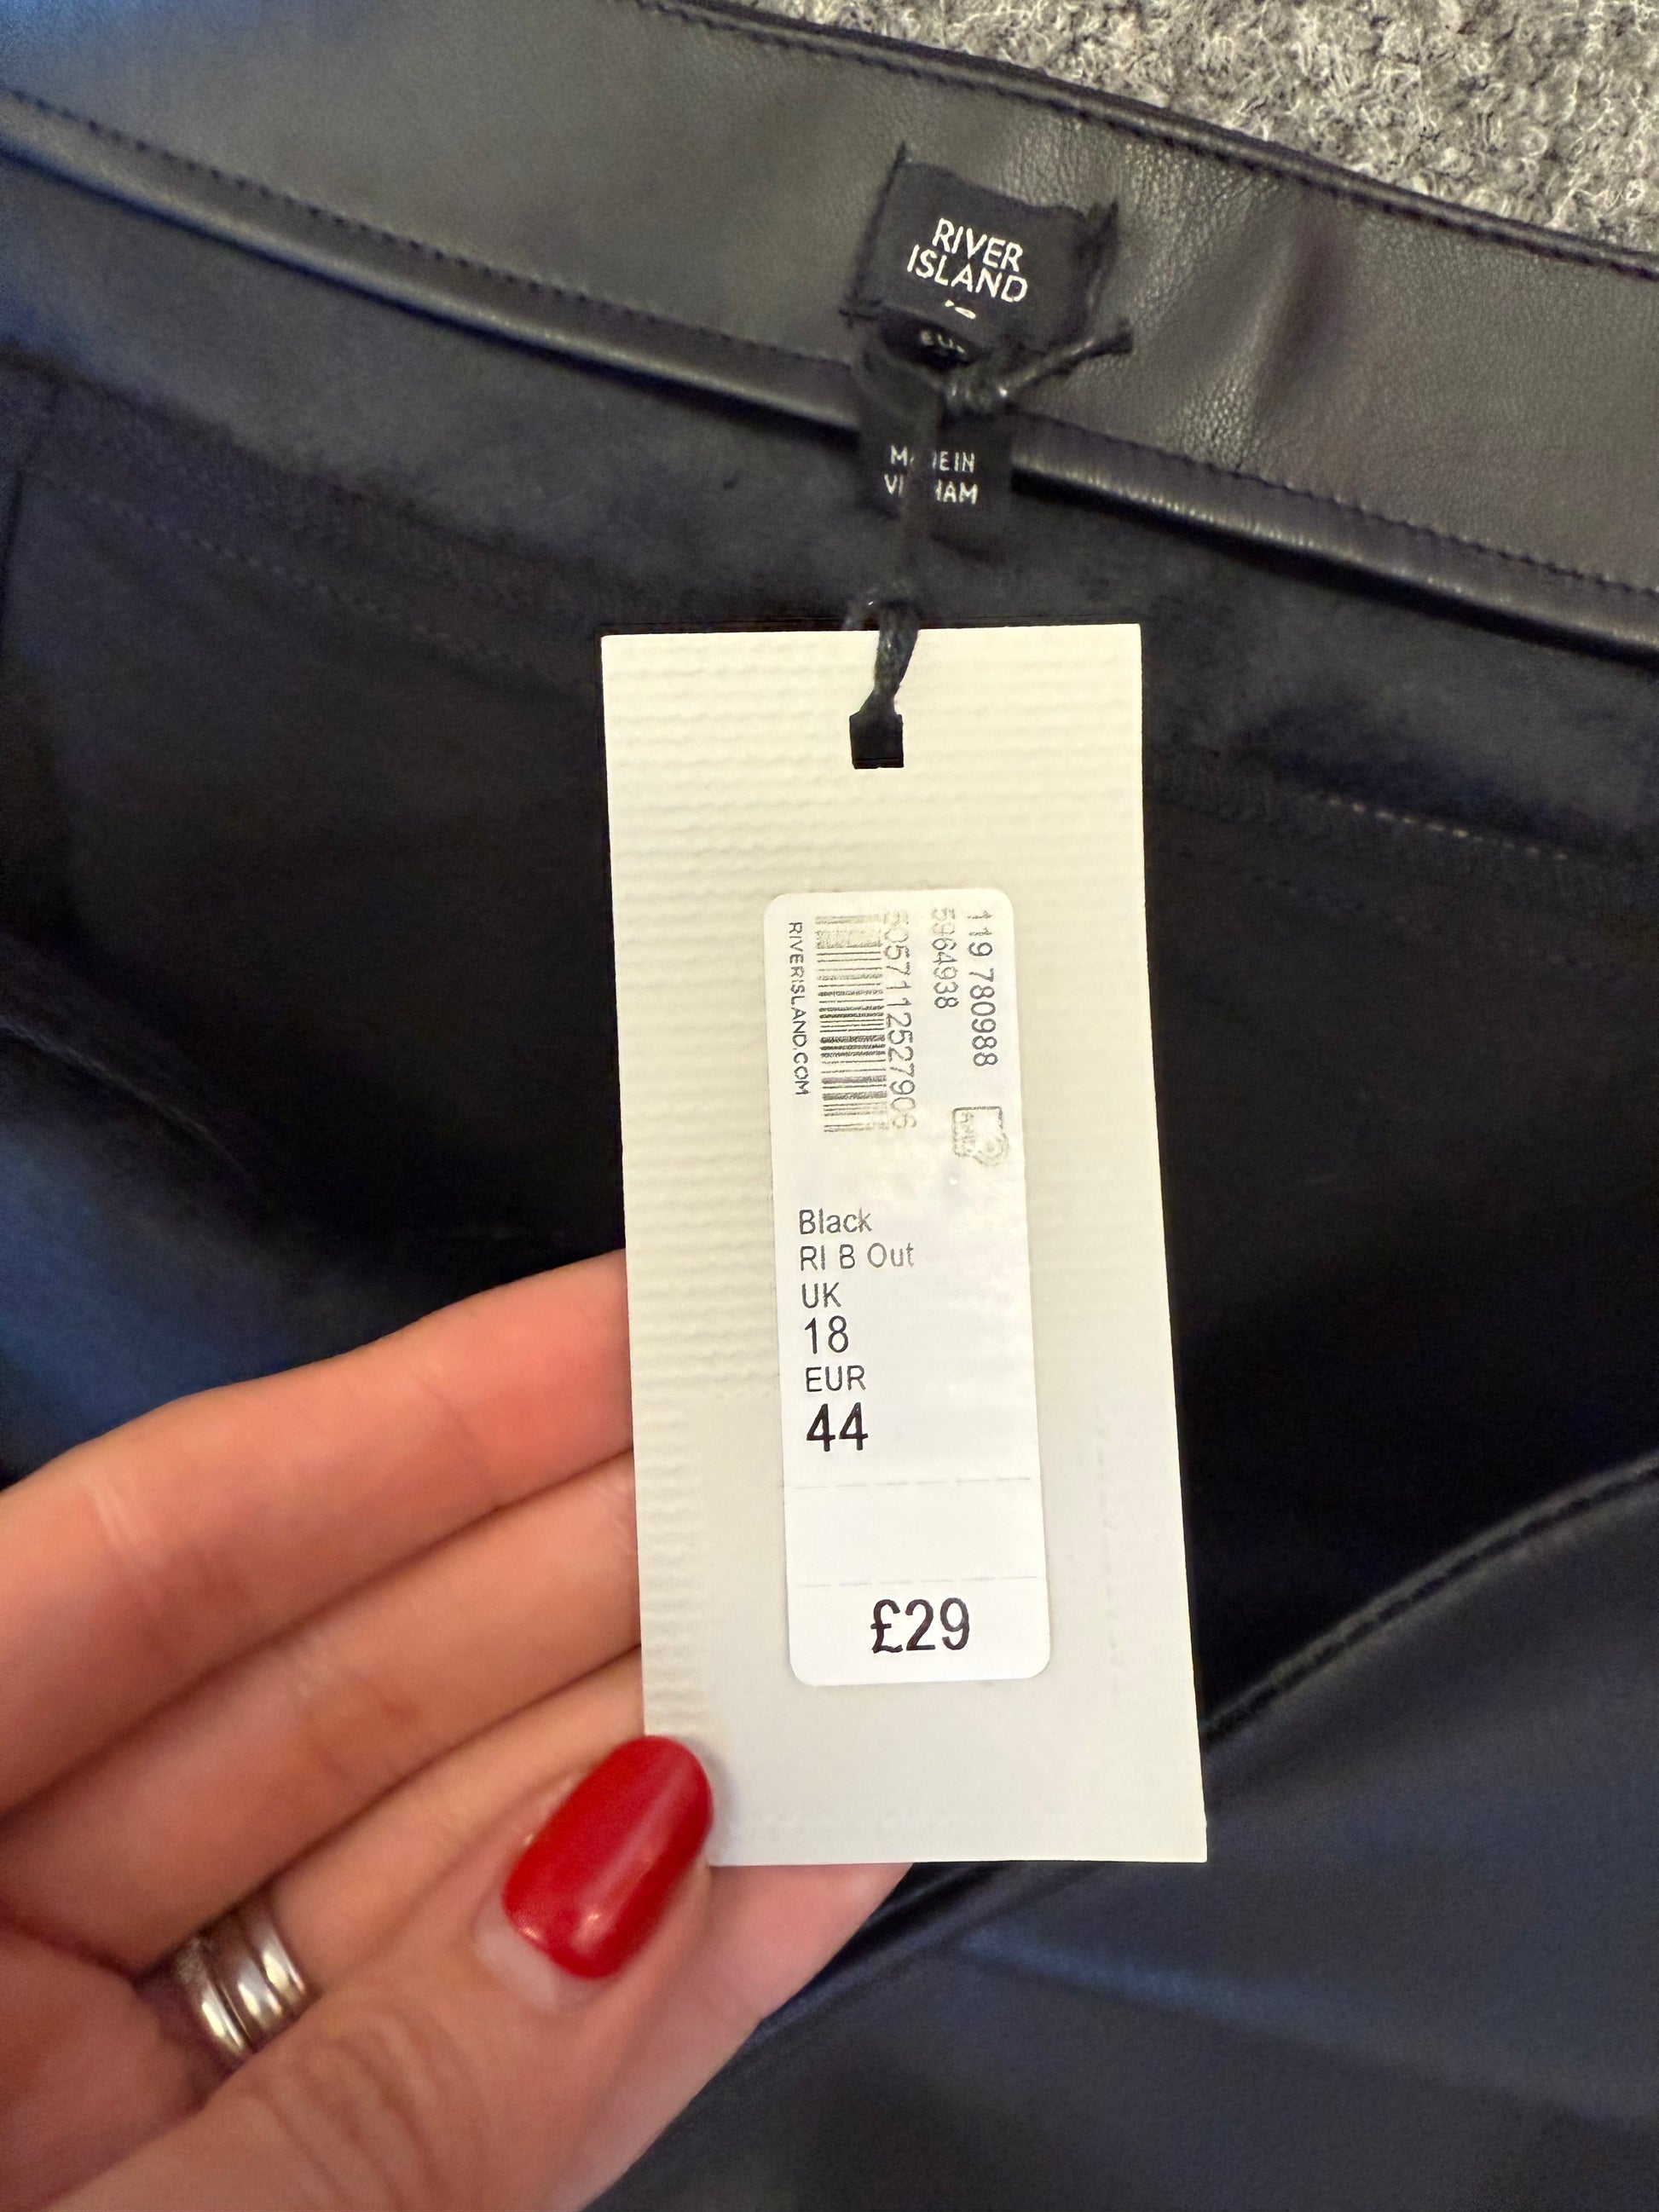 RIVER
ISLAND
MADE IN
VIETNAM
119 780988
5964938
5057112527906
RIVERISLAND.COM
Black
RI B Out
UK
18
EUR
44
£29